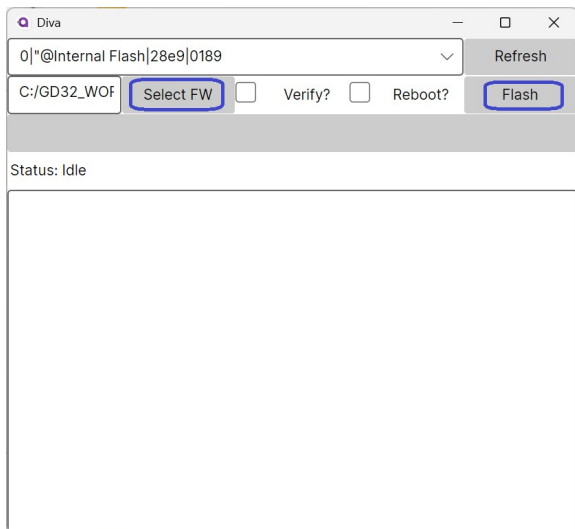 Diva
0|"@Internal Flash|28e9|0189
Refresh
C:/GD32_WOF Select FW Verify? Reboot? Flash
Status: Idle